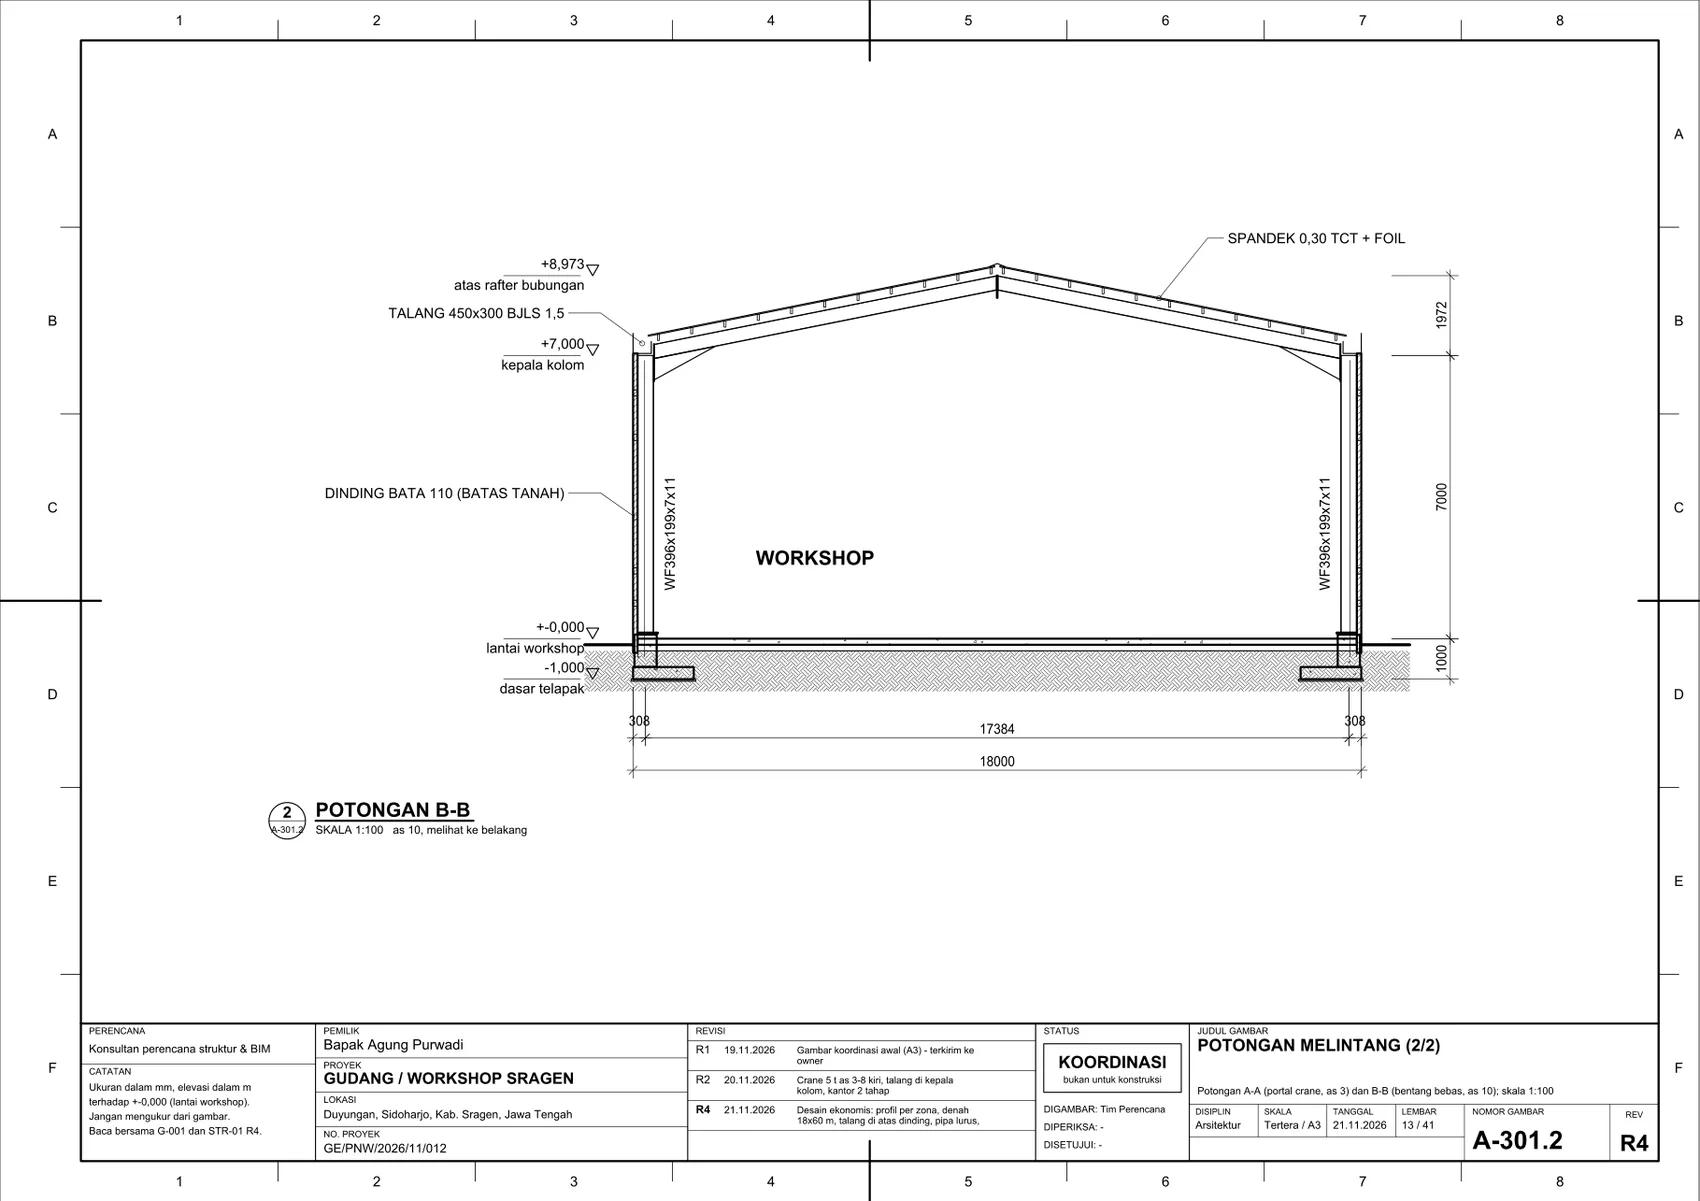 1 2 3 4 5 6 7 8
A A
B B
C C
D D
E E
F F
SPANDEK 0,30 TCT + FOIL
+8,973
atas rafter bubungan
TALANG 450x300 BJLS 1,5
+7,000
kepala kolom
1972
DINDING BATA 110 (BATAS TANAH)
WF396x199x7x11
WF396x199x7x11
7000
WORKSHOP
+-0,000
lantai workshop
-1,000
dasar telapak
1000
308
17384
308
18000
2
A-301.2
POTONGAN B-B
SKALA 1:100 as 10, melihat ke belakang
PERENCANA
Konsultan perencana struktur & BIM
CATATAN
Ukuran dalam mm, elevasi dalam m
terhadap +-0,000 (lantai workshop).
Jangan mengukur dari gambar.
Baca bersama G-001 dan STR-01 R4.
PEMILIK
Bapak Agung Purwadi
PROYEK
GUDANG / WORKSHOP SRAGEN
LOKASI
Duyungan, Sidoharjo, Kab. Sragen, Jawa Tengah
NO. PROYEK
GE/PNW/2026/11/012
REVISI
R1 19.11.2026 Gambar koordinasi awal (A3) - terkirim ke
owner
R2 20.11.2026 Crane 5 t as 3-8 kiri, talang di kepala
kolom, kantor 2 tahap
R4 21.11.2026 Desain ekonomis: profil per zona, denah
18x60 m, talang di atas dinding, pipa lurus,
STATUS
KOORDINASI
bukan untuk konstruksi
DIGAMBAR: Tim Perencana
DIPERIKSA: -
DISETUJUI: -
JUDUL GAMBAR
POTONGAN MELINTANG (2/2)
Potongan A-A (portal crane, as 3) dan B-B (bentang bebas, as 10); skala 1:100
DISIPLIN
Arsitektur
SKALA
Tertera / A3
TANGGAL
21.11.2026
LEMBAR
13 / 41
NOMOR GAMBAR
A-301.2
REV
R4
1 2 3 4 5 6 7 8